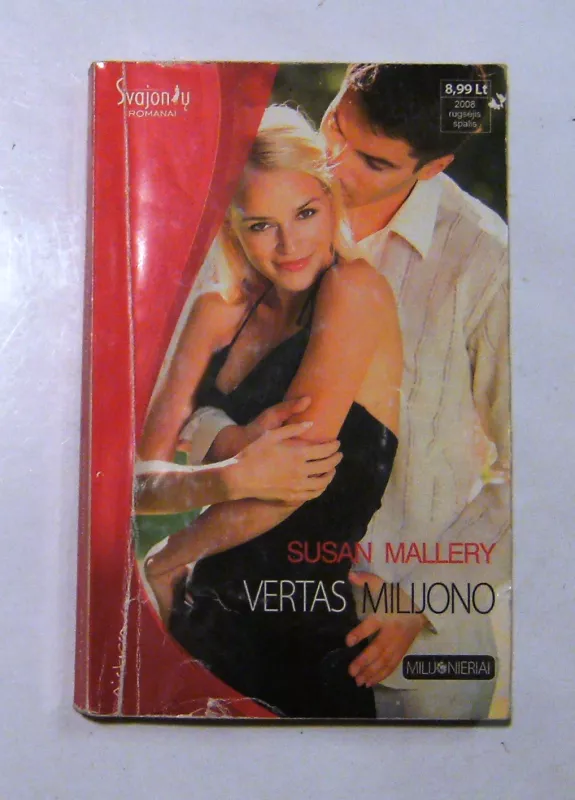 Svajonių
ROMANAI
8,99 Lt
2008
rugsėjis
spalis
SUSAN MALLERY
VERTAS MILIJONO
MILIJONIERIAI